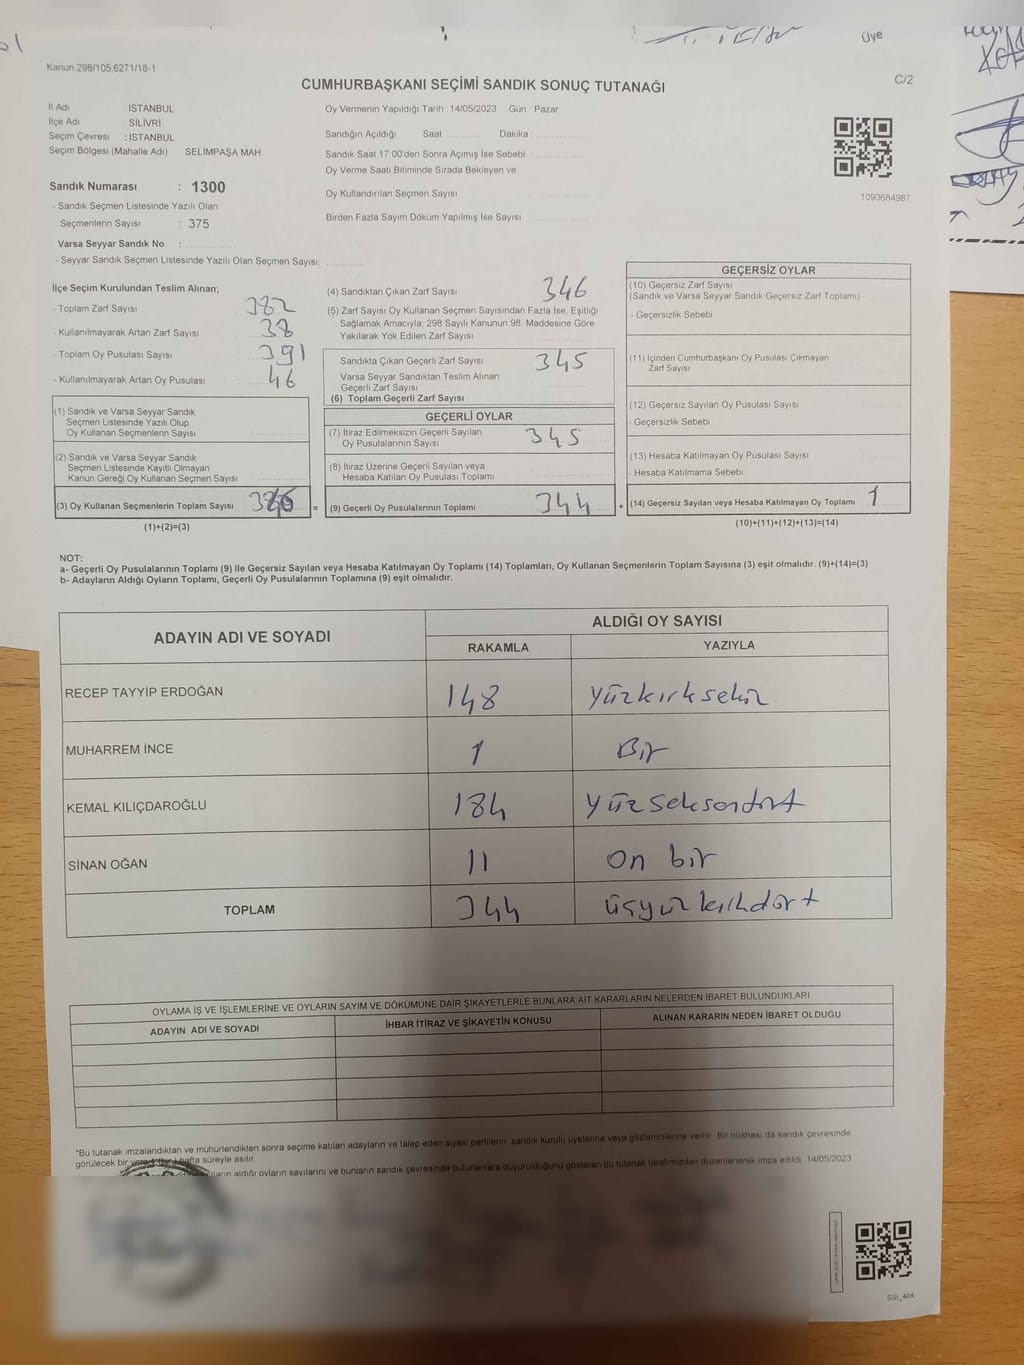 Üye
Kanun 298/105 6271/18-1
CUMHURBAŞKANI SEÇİMİ SANDIK SONUÇ TUTANAĞI
C/2
İl Adı : İSTANBUL
İlçe Adı : SİLİVRİ
Seçim Çevresi : İSTANBUL
Seçim Bölgesi (Mahalle Adı) SELİMPAŞA MAH.
Sandık Numarası : 1300
- Sandık Seçmen Listesinde Yazılı Olan
Seçmenlerin Sayısı : 375
Varsa Seyyar Sandık No :
- Seyyar Sandık Seçmen Listesinde Yazılı Olan Seçmen Sayısı:
Oy Vermenin Yapıldığı Tarih : 14/05/2023 Gün : Pazar
Sandığın Açıldığı Saat Dakika :
Sandık Saat 17:00'den Sonra Açımış İse Sebebi :
Oy Verme Saati Bitiminde Sırada Bekleyen ve
Oy Kullandırılan Seçmen Sayısı
Birden Fazla Sayım Döküm Yapılmış İse Sayısı
1093684987
İlçe Seçim Kurulundan Teslim Alınan;
- Toplam Zarf Sayısı : 382
- Kullanılmayarak Artan Zarf Sayısı : 38
- Toplam Oy Pusulası Sayısı : 391
- Kullanılmayarak Artan Oy Pusulası : 46
(1) Sandık ve Varsa Seyyar Sandık
Seçmen Listesinde Yazılı Olup
Oy Kullanan Seçmenlerin Sayısı
(2) Sandık ve Varsa Seyyar Sandık
Seçmen Listesinde Kayıtlı Olmayan
Kanun Gereği Oy Kullanan Seçmen Sayısı
(3) Oy Kullanan Seçmenlerin Toplam Sayısı
(1)+(2)=(3)
(4) Sandıktan Çıkan Zarf Sayısı 346
(5) Zarf Sayısı Oy Kullanan Seçmen Sayısından Fazla İse, Eşitliği
Sağlamak Amacıyla; 298 Sayılı Kanunun 98. Maddesine Göre
Yakılarak Yok Edilen Zarf Sayısı
Sandıkta Çıkan Geçerli Zarf Sayısı 345
Varsa Seyyar Sandıktan Teslim Alınan
Geçerli Zarf Sayısı
(6) Toplam Geçerli Zarf Sayısı
GEÇERLİ OYLAR
(7) İtiraz Edilmeksizin Geçerli Sayılan
Oy Pusulalarının Sayısı 345
(8) İtiraz Üzerine Geçerli Sayılan veya
Hesaba Katılan Oy Pusulası Toplamı
= (9) Geçerli Oy Pusulalarının Toplamı 344
GEÇERSİZ OYLAR
(10) Geçersiz Zarf Sayısı
(Sandık ve Varsa Seyyar Sandık Geçersiz Zarf Toplamı)
- Geçersizlik Sebebi
(11) İçinden Cumhurbaşkanı Oy Pusulası Çıkmayan
Zarf Sayısı
(12) Geçersiz Sayılan Oy Pusulası Sayısı
- Geçersizlik Sebebi
(13) Hesaba Katılmayan Oy Pusulası Sayısı
- Hesaba Katılmama Sebebi
+ (14) Geçersiz Sayılan veya Hesaba Katılmayan Oy Toplamı 1
(10)+(11)+(12)+(13)=(14)
NOT:
a- Geçerli Oy Pusulalarının Toplamı (9) ile Geçersiz Sayılan veya Hesaba Katılmayan Oy Toplamı (14) Toplamları, Oy Kullanan Seçmenlerin Toplam Sayısına (3) eşit olmalıdır. (9)+(14)=(3)
b- Adayların Aldığı Oyların Toplamı, Geçerli Oy Pusulalarının Toplamına (9) eşit olmalıdır.
ADAYIN ADI VE SOYADI ALDIĞI OY SAYISI
RAKAMLA YAZIYLA
RECEP TAYYİP ERDOĞAN 148 yüzkırksekiz
MUHARREM İNCE 1 Bir
KEMAL KILIÇDAROĞLU 184 yüzseksendört
SİNAN OĞAN 11 on bir
TOPLAM 344 üçyüzkırkdört
OYLAMA İŞ VE İŞLEMLERİNE VE OYLARIN SAYIM VE DÖKÜMÜNE DAİR ŞİKAYETLERLE BUNLARA AİT KARARLARIN NELERDEN İBARET BULUNDUKLARI
ADAYIN ADI VE SOYADI İHBAR İTİRAZ VE ŞİKAYETİN KONUSU ALINAN KARARIN NEDEN İBARET OLDUĞU
*Bu tutanak imzalandıktan ve mühürlendikten sonra seçime katılan adayların ve talep eden siyasi partilerin sandık kurulu üyelerine veya gözlemcilerine verilir. Bir nüshası da sandık çevresinde
görülecek bir yere 1 hafta süreyle asılır.
aldığı oyların sayılarını ve bunların sandık çevresinde bulunanlara duyurulduğunu gösteren bu tutanak tarafımızdan düzenlenerek imza edildi. 14/05/2023
SSİ_404